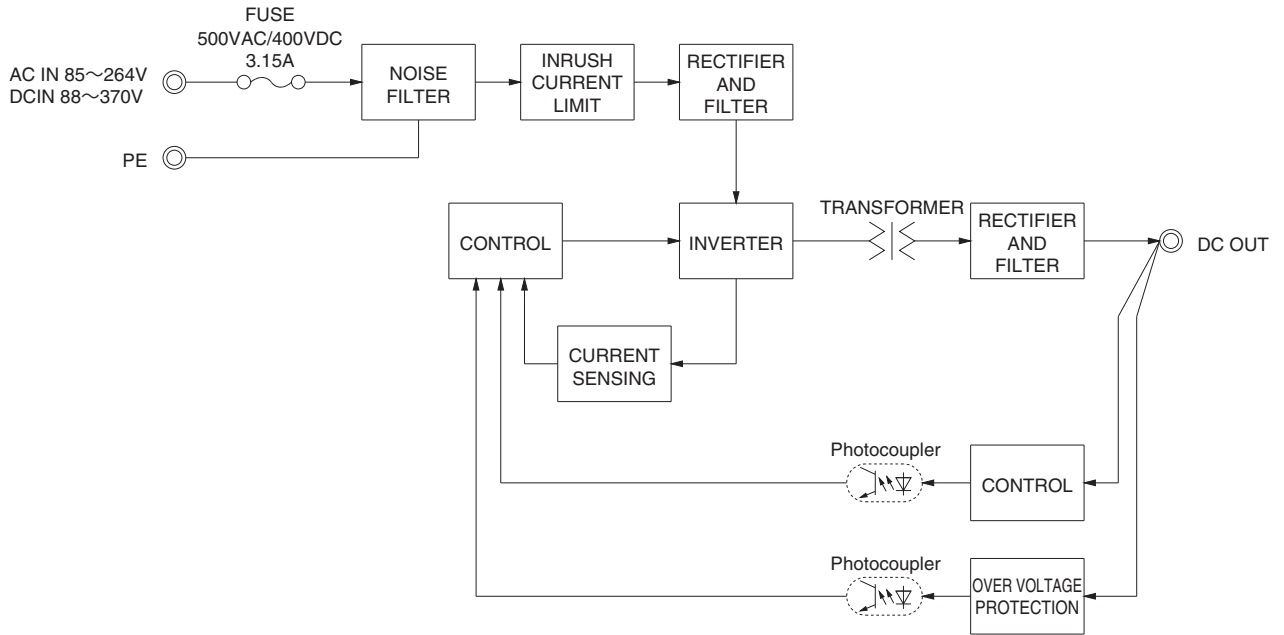 FUSE
500VAC/400VDC
3.15A
AC IN 85～264V
DCIN 88～370V
NOISE
FILTER
INRUSH
CURRENT
LIMIT
RECTIFIER
AND
FILTER
PE
CONTROL
INVERTER
TRANSFORMER
RECTIFIER
AND
FILTER
DC OUT
CURRENT
SENSING
Photocoupler
CONTROL
Photocoupler
OVER VOLTAGE
PROTECTION